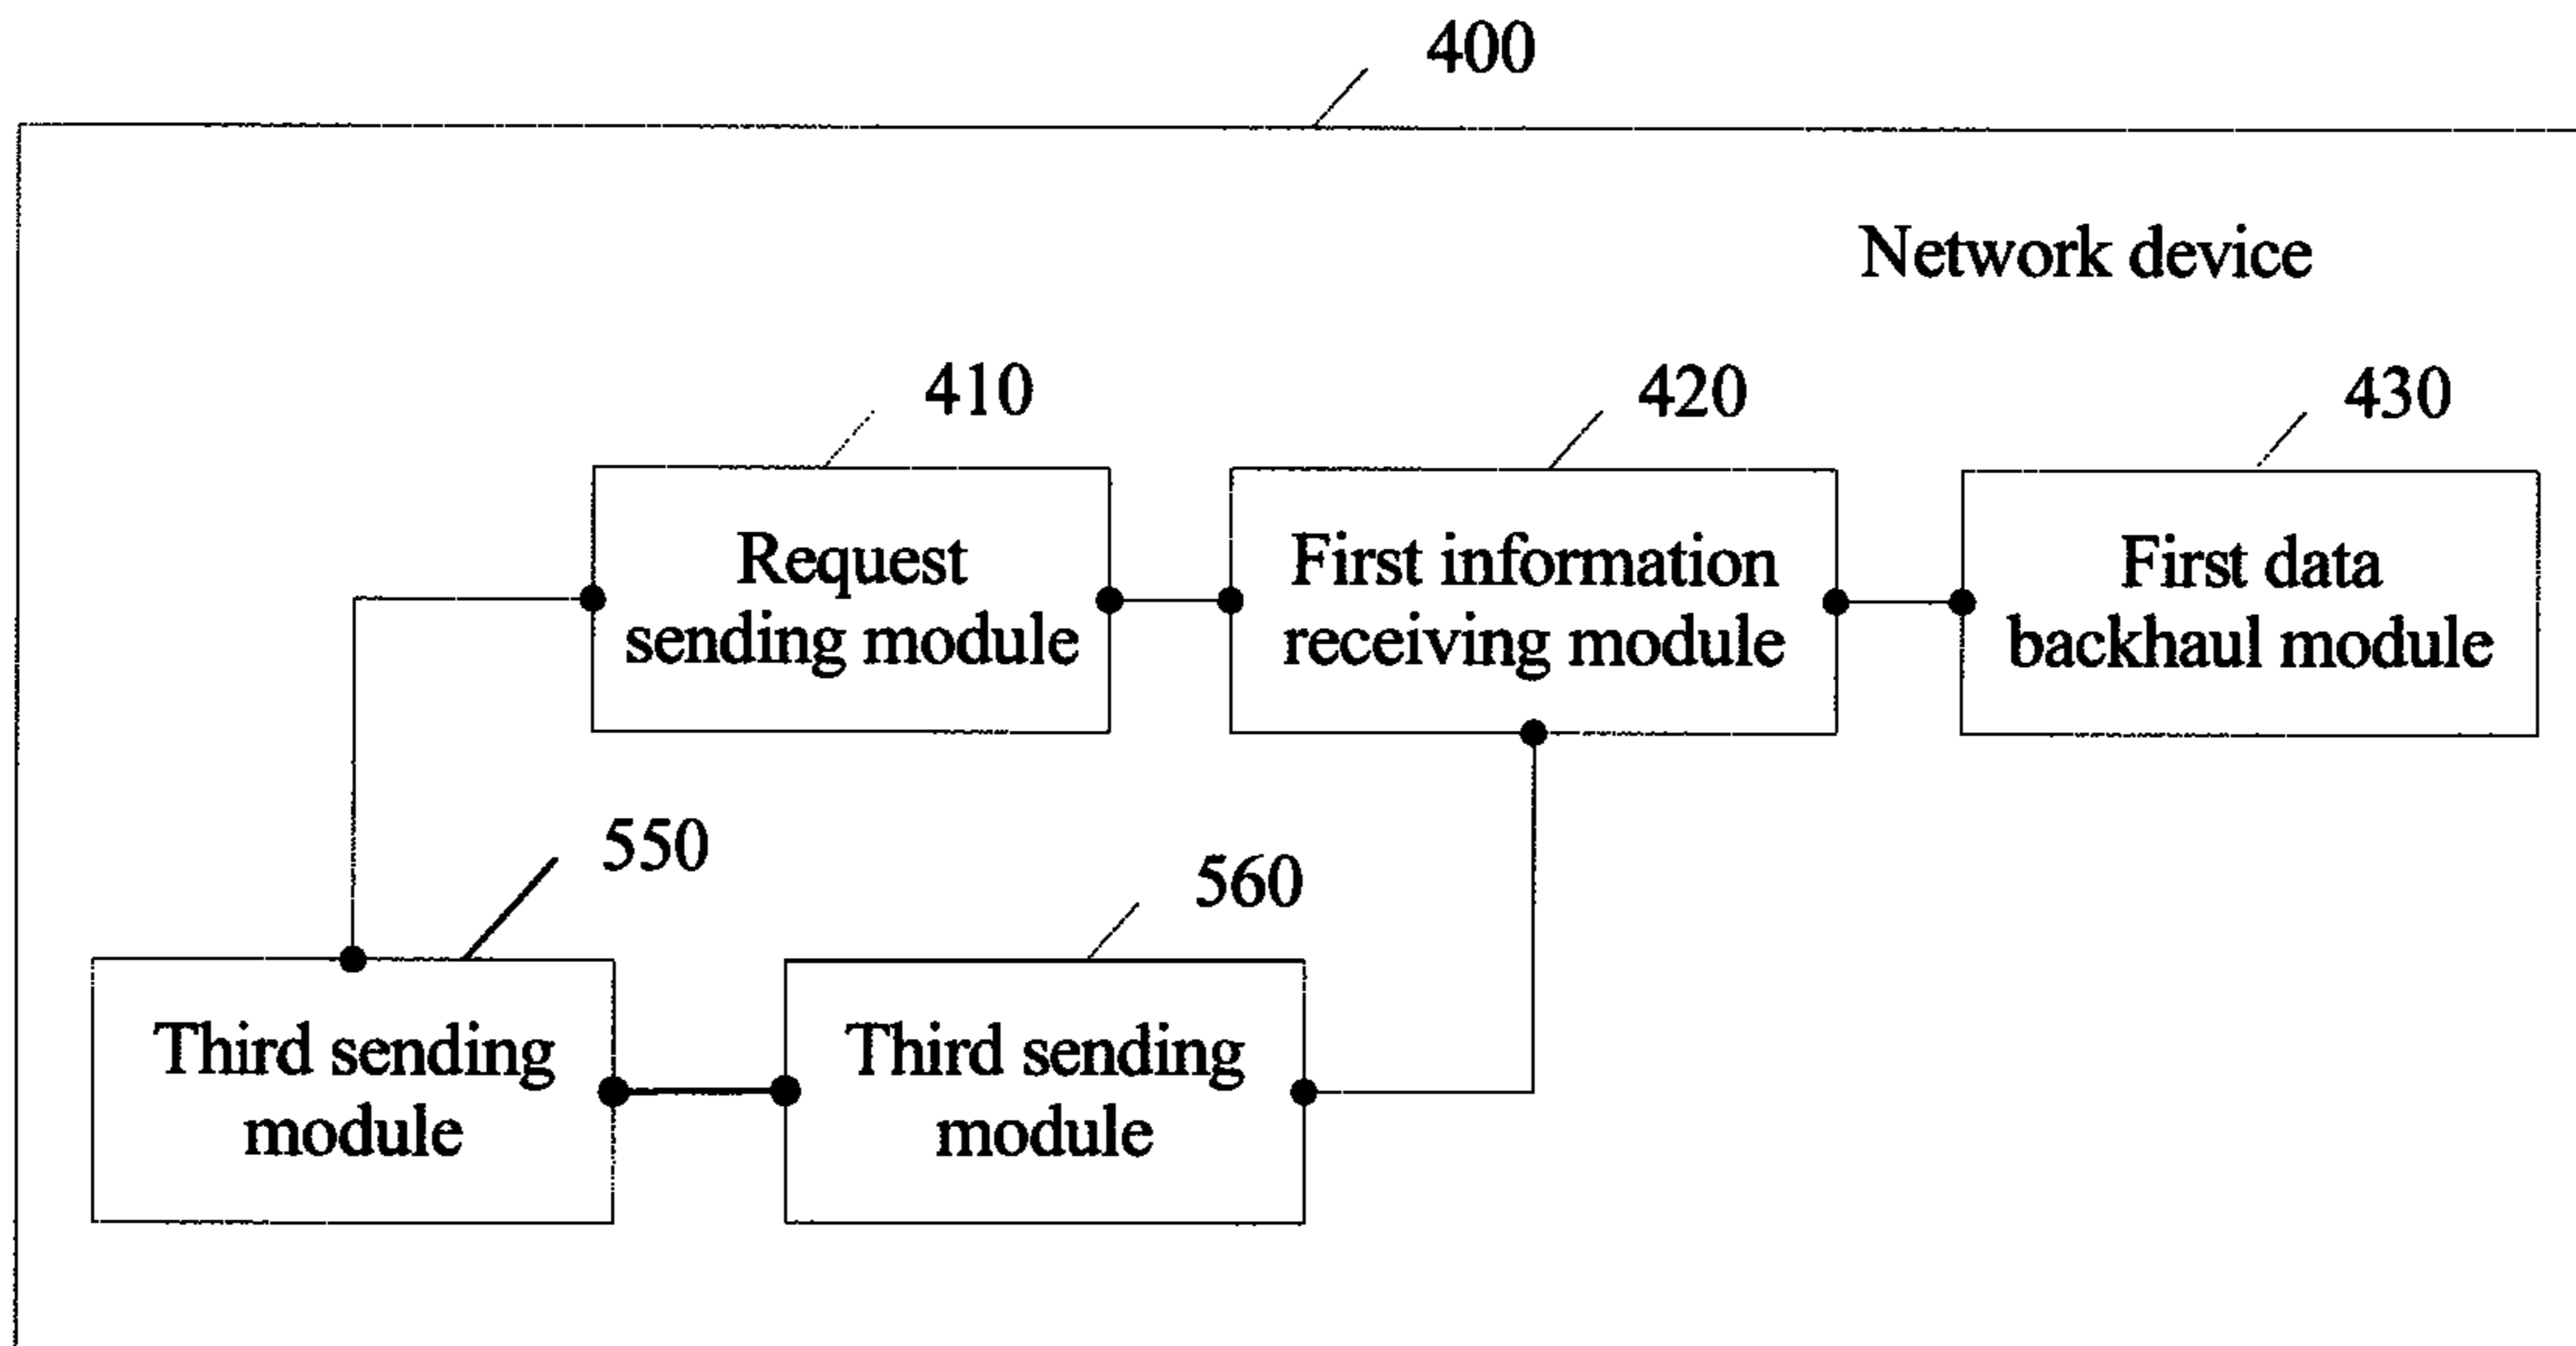 400
Network device
410
420
430
Request
sending module
First information
receiving module
First data
backhaul module
550
560
Third sending
module
Third sending
module